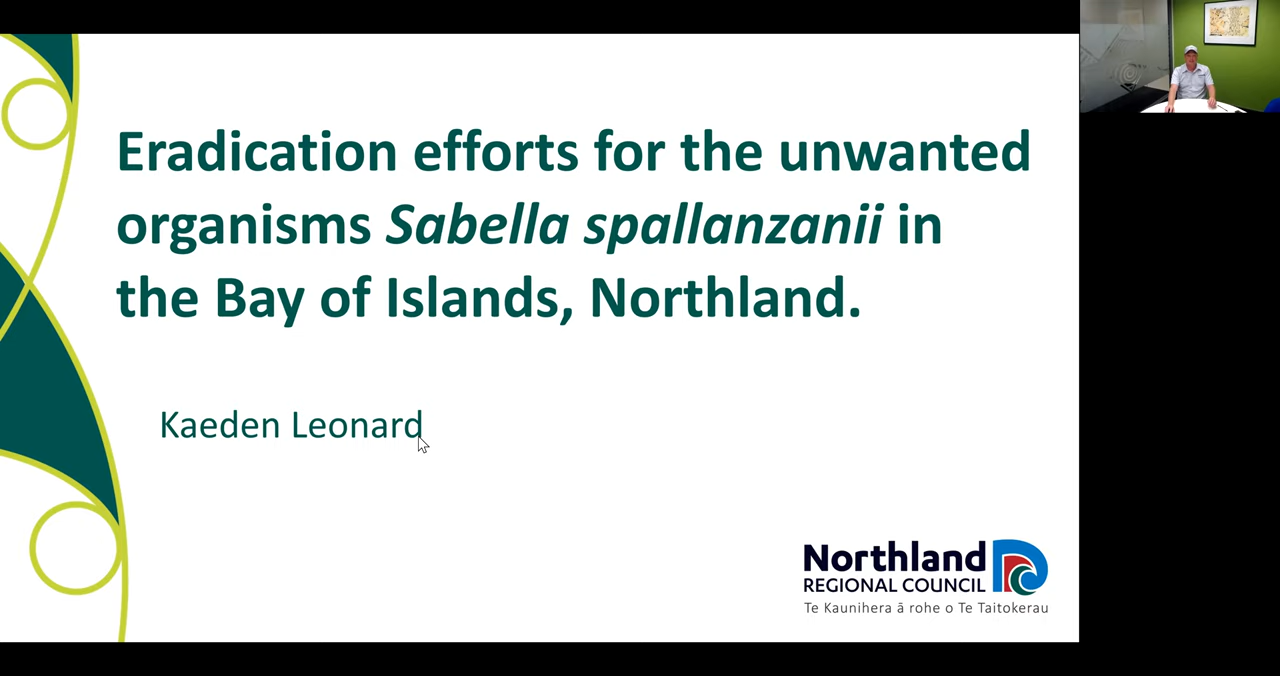 Eradication efforts for the unwanted
organisms Sabella spallanzanii in
the Bay of Islands, Northland.
Kaeden Leonard
Northland
REGIONAL COUNCIL
Te Kaunihera ā rohe o Te Taitokerau